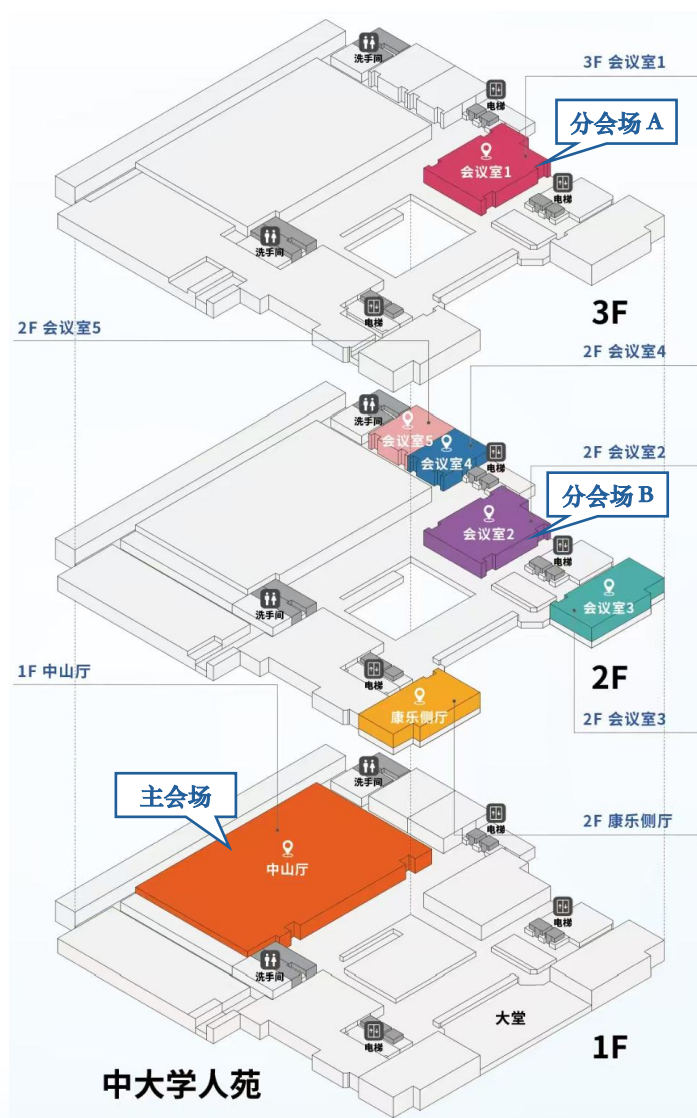 洗手间
3F 会议室1
电梯
分会场 A
会议室1
电梯
洗手间
电梯
3F
2F 会议室5
2F 会议室4
洗手间
会议室5
会议室4
电梯
2F 会议室2
分会场 B
会议室2
电梯
洗手间
会议室3
1F 中山厅
电梯
2F
康乐侧厅
2F 会议室3
洗手间
主会场
电梯
2F 康乐侧厅
中山厅
电梯
洗手间
大堂
电梯
1F
中大学人苑